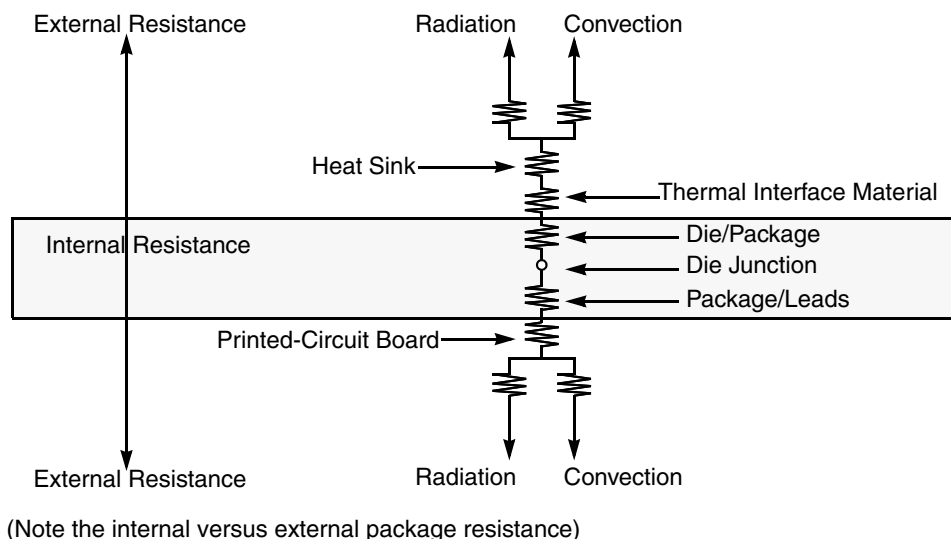 External Resistance
Radiation
Convection
Heat Sink
Thermal Interface Material
Internal Resistance
Die/Package
Die Junction
Package/Leads
Printed-Circuit Board
External Resistance
Radiation
Convection
(Note the internal versus external package resistance)